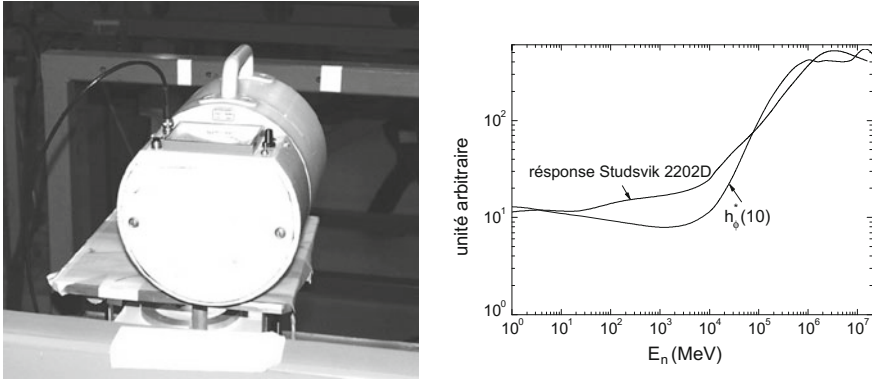 unité arbitraire
10²
10¹
10⁰
réponse Studsvik 2202D
h*ϕ(10)
10⁰ 10¹ 10² 10³ 10⁴ 10⁵ 10⁶ 10⁷
Eₙ (MeV)